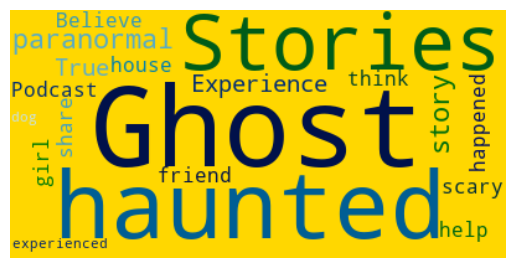 Believe
Stories
paranormal
True
house
think
Experience
Podcast
Ghost
story
happened
dog
share
girl
friend
haunted
scary
help
experienced